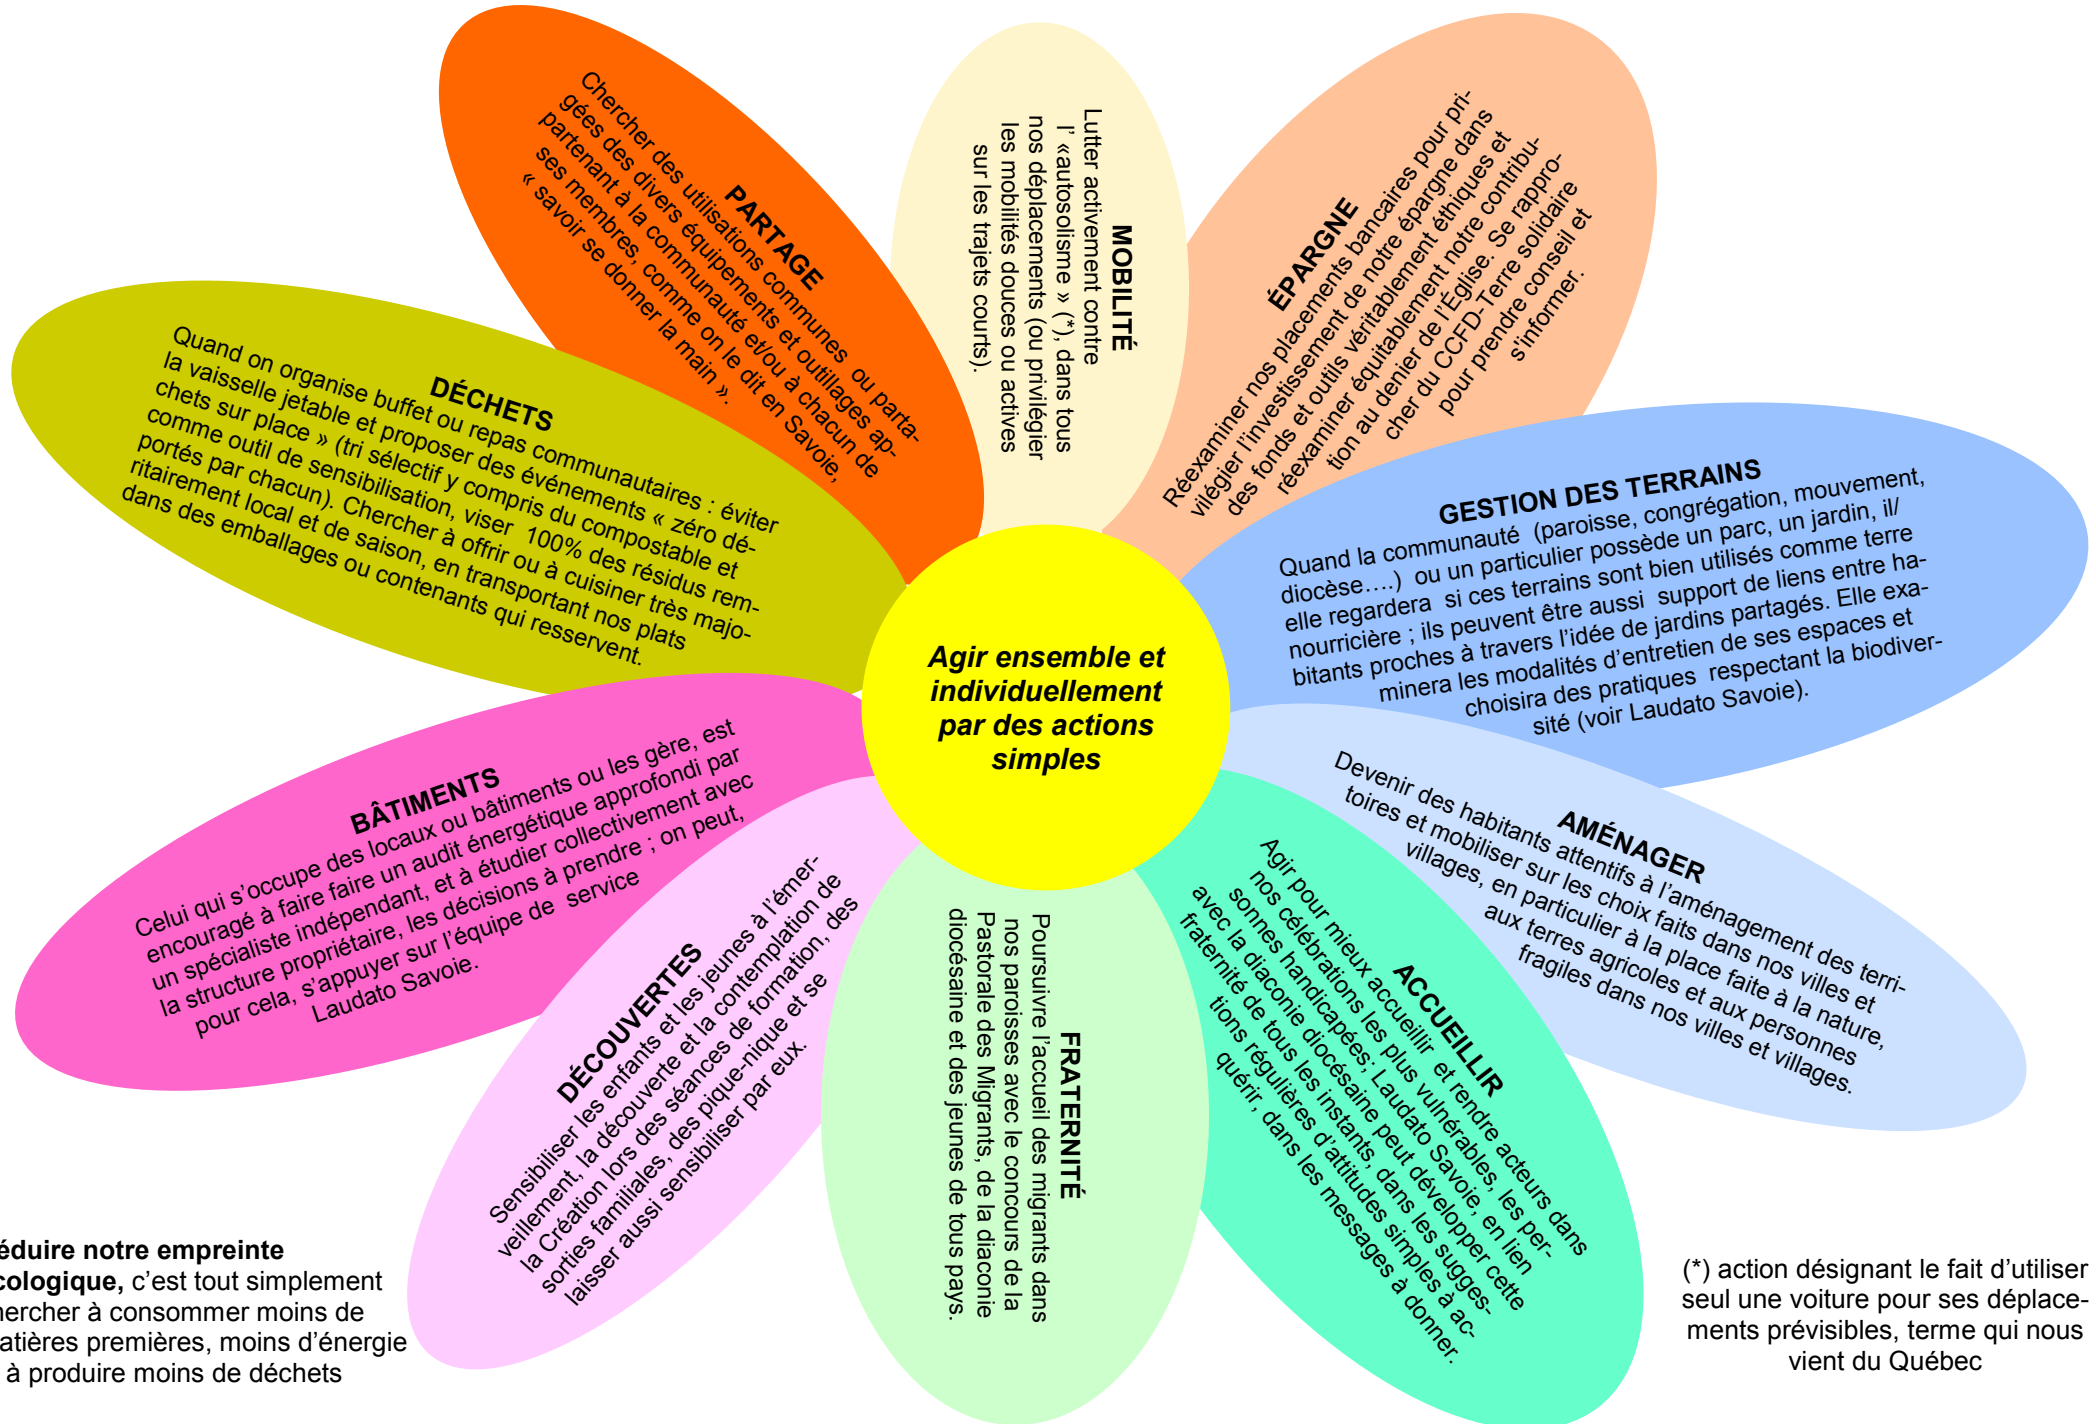 PARTAGE
Chercher des utilisations communes ou parta-
gées des divers équipements et outillages ap-
partenant à la communauté et/ou à chacun de
ses membres, comme on le dit en Savoie,
« savoir se donner la main ».
MOBILITÉ
Lutter activement contre
l' «autosolisme » (*), dans tous
nos déplacements (ou privilégier
les mobilités douces ou actives
sur les trajets courts).
ÉPARGNE
Réexaminer nos placements bancaires pour pri-
vilégier l'investissement de notre épargne dans
des fonds et outils véritablement éthiques et
réexaminer équitablement notre contribu-
tion au denier de l'Église. Se rappro-
cher du CCFD-Terre solidaire
pour prendre conseil et
s'informer.
GESTION DES TERRAINS
Quand la communauté (paroisse, congrégation, mouvement,
diocèse….) ou un particulier possède un parc, un jardin, il/
elle regardera si ces terrains sont bien utilisés comme terre
nourricière ; ils peuvent être aussi support de liens entre ha-
bitants proches à travers l'idée de jardins partagés. Elle exa-
minera les modalités d'entretien de ses espaces et
choisira des pratiques respectant la biodiver-
sité (voir Laudato Savoie).
AMÉNAGER
Devenir des habitants attentifs à l'aménagement des terri-
toires et mobiliser sur les choix faits dans nos villes et
villages, en particulier à la place faite à la nature,
aux terres agricoles et aux personnes
fragiles dans nos villes et villages.
ACCUEILLIR
Agir pour mieux accueillir et rendre acteurs dans
nos célébrations les plus vulnérables, les per-
sonnes handicapées; Laudato Savoie, en lien
avec la diaconie diocésaine peut développer cette
fraternité de tous les instants, dans les sugges-
tions régulières d'attitudes simples à ac-
quérir, dans les messages à donner.
FRATERNITÉ
Poursuivre l'accueil des migrants dans
nos paroisses avec le concours de la
Pastorale des Migrants, de la diaconie
diocésaine et des jeunes de tous pays.
DÉCOUVERTES
Sensibiliser les enfants et les jeunes à l'émer-
veillement, la découverte et la contemplation de
la Création lors des séances de formation, des
sorties familiales, des pique-nique et se
laisser aussi sensibiliser par eux.
BÂTIMENTS
Celui qui s'occupe des locaux ou bâtiments ou les gère, est
encouragé à faire faire un audit énergétique approfondi par
un spécialiste indépendant, et à étudier collectivement avec
la structure propriétaire, les décisions à prendre ; on peut,
pour cela, s'appuyer sur l'équipe de service
Laudato Savoie.
DÉCHETS
Quand on organise buffet ou repas communautaires : éviter
la vaisselle jetable et proposer des événements « zéro dé-
chets sur place » (tri sélectif y compris du compostable et
comme outil de sensibilisation, viser 100% des résidus rem-
portés par chacun). Chercher à offrir ou à cuisiner très majo-
ritairement local et de saison, en transportant nos plats
dans des emballages ou contenants qui resservent.
Agir ensemble et
individuellement
par des actions
simples
éduire notre empreinte
cologique, c'est tout simplement
hercher à consommer moins de
atières premières, moins d'énergie
à produire moins de déchets
(*) action désignant le fait d'utiliser
seul une voiture pour ses déplace-
ments prévisibles, terme qui nous
vient du Québec